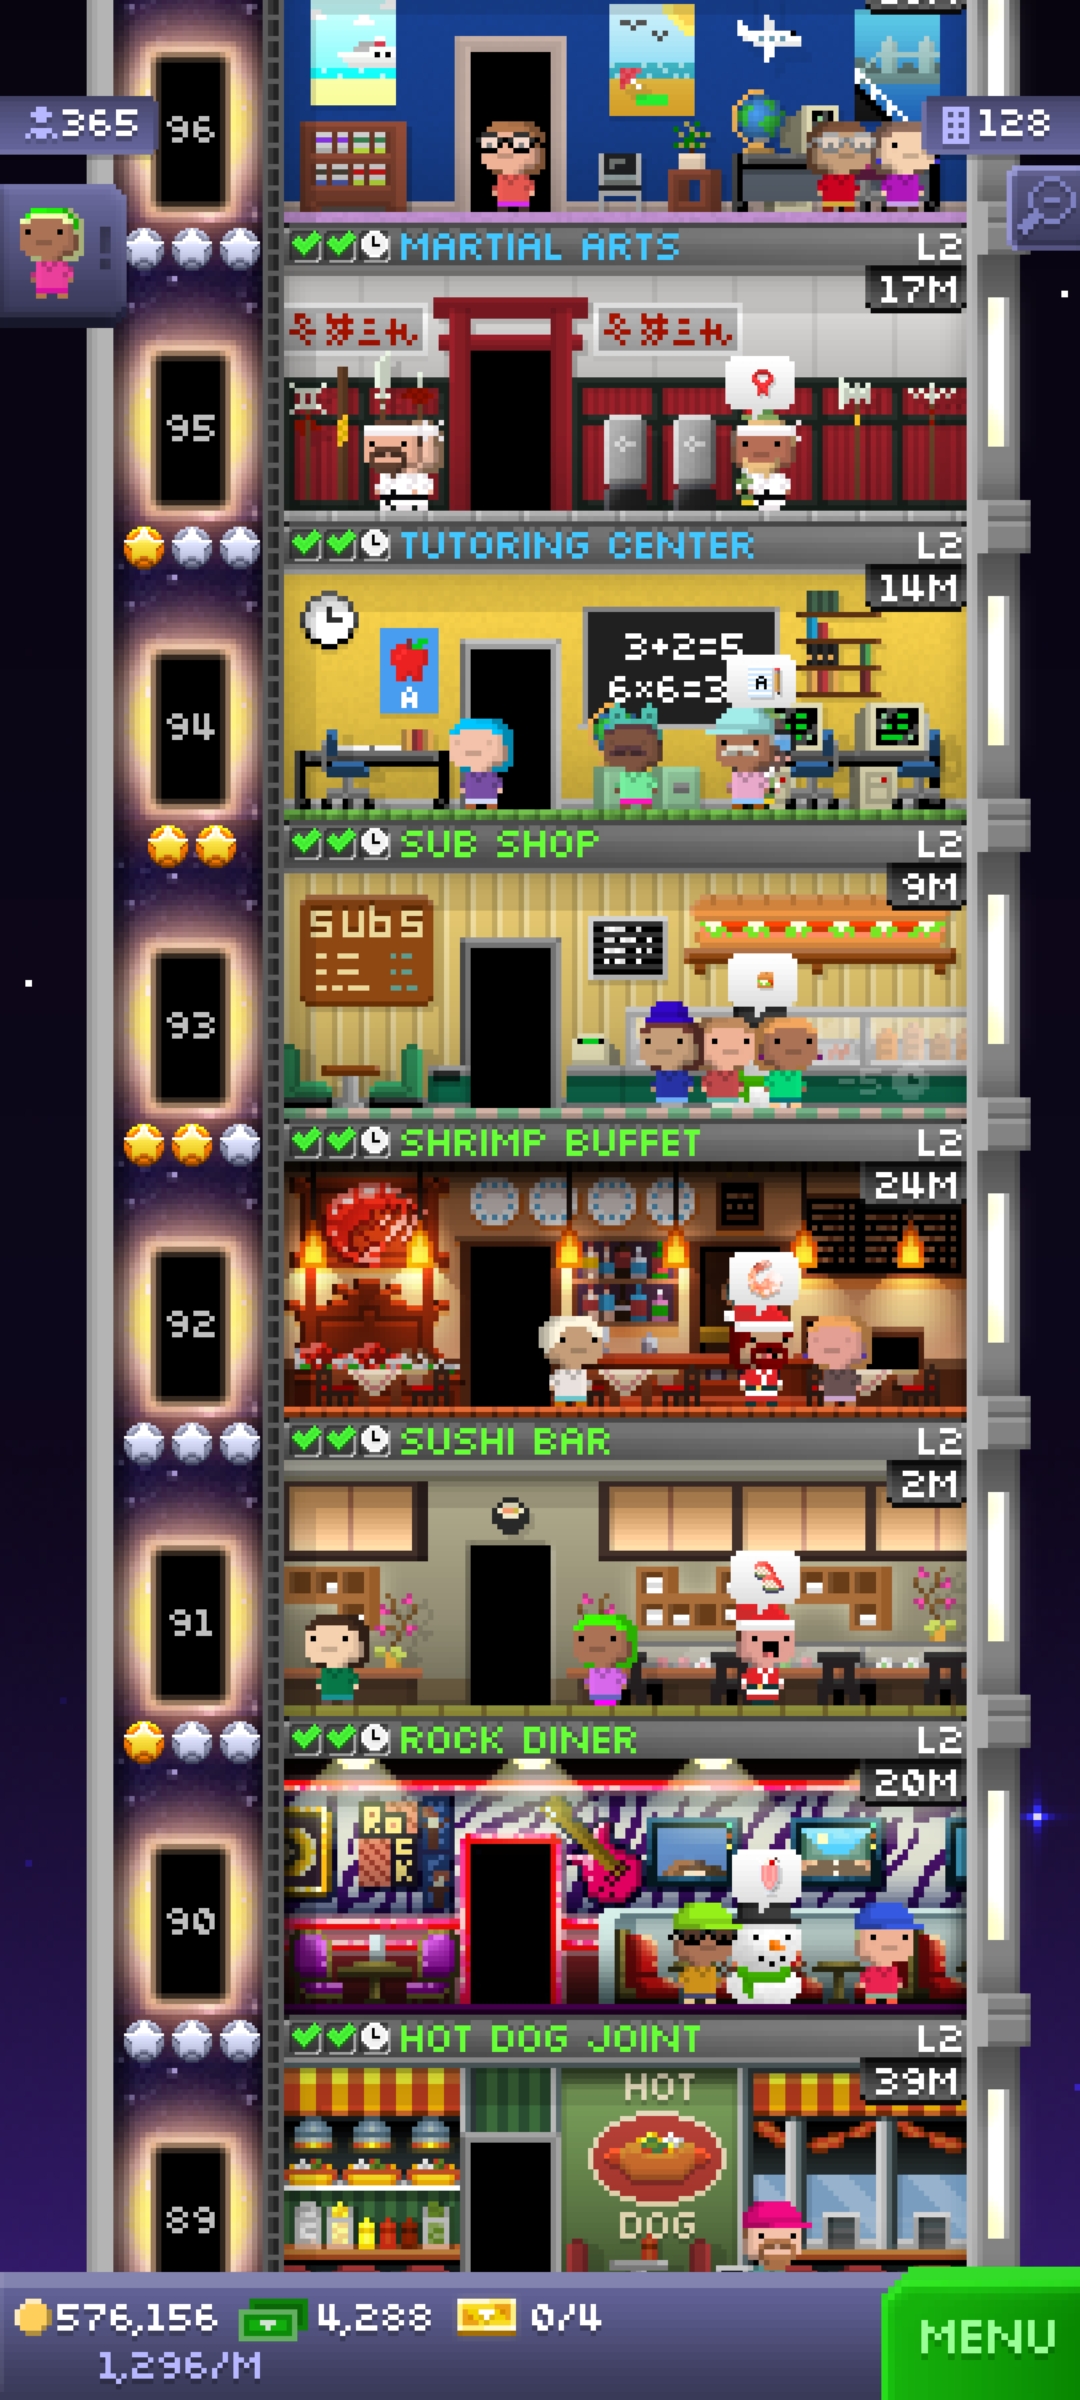 365
96
128
MARTIAL ARTS L2
17M
95
TUTORING CENTER L2
14M
3+2=5
6x6=3
A
A
94
SUB SHOP L2
9M
SUBS
93
-5
SHRIMP BUFFET L2
24M
92
SUSHI BAR L2
2M
91
ROCK DINER L2
20M
ROCK
90
HOT DOG JOINT L2
39M
HOT
DOG
89
576,156 4,288 0/4
1,296/M
MENU